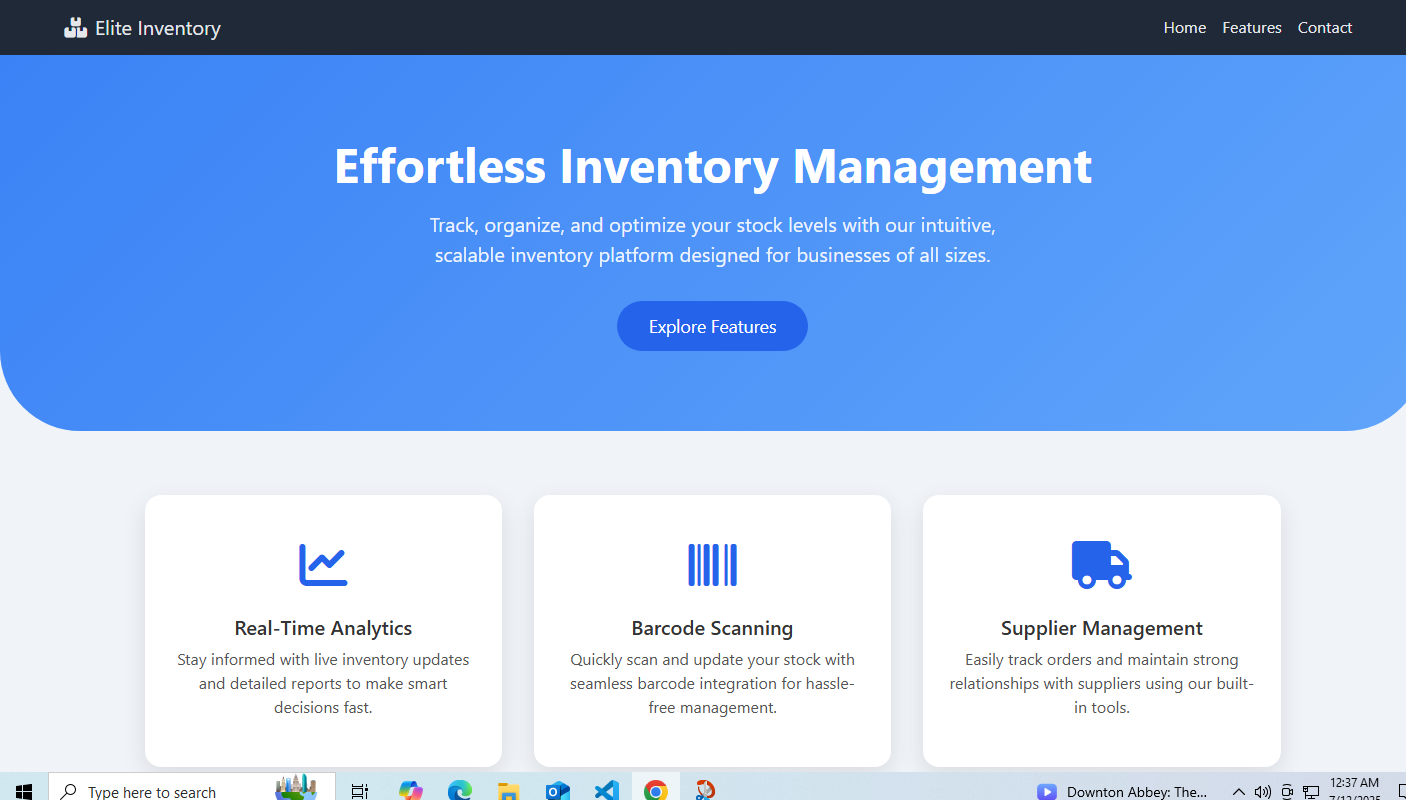 Elite Inventory
Home Features Contact
Effortless Inventory Management
Track, organize, and optimize your stock levels with our intuitive,
scalable inventory platform designed for businesses of all sizes.
Explore Features
Real-Time Analytics
Stay informed with live inventory updates
and detailed reports to make smart
decisions fast.
Barcode Scanning
Quickly scan and update your stock with
seamless barcode integration for hassle-
free management.
Supplier Management
Easily track orders and maintain strong
relationships with suppliers using our built-
in tools.
Type here to search
Downton Abbey: The...
12:37 AM